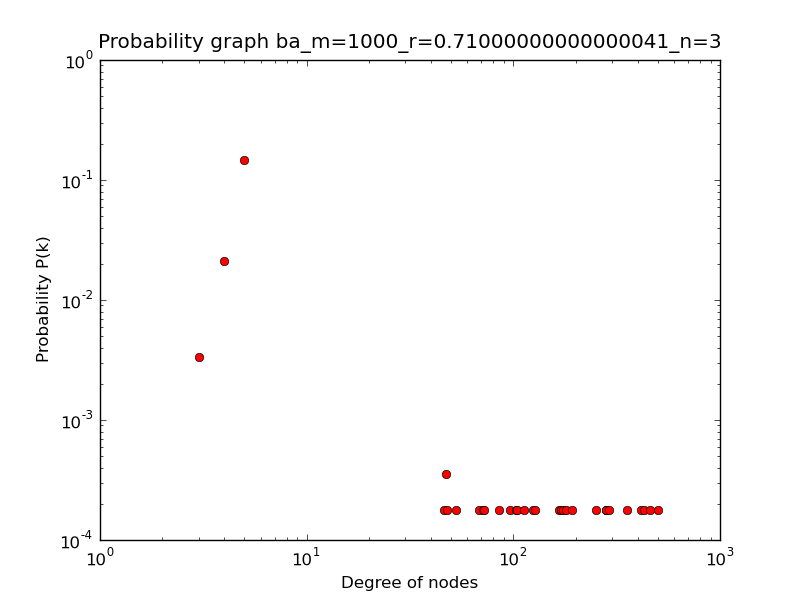 Probability graph ba_m=1000_r=0.71000000000000041_n=3
10^0
10^-1
10^-2
10^-3
10^-4
Probability P(k)
10^0 10^1 10^2 10^3
Degree of nodes